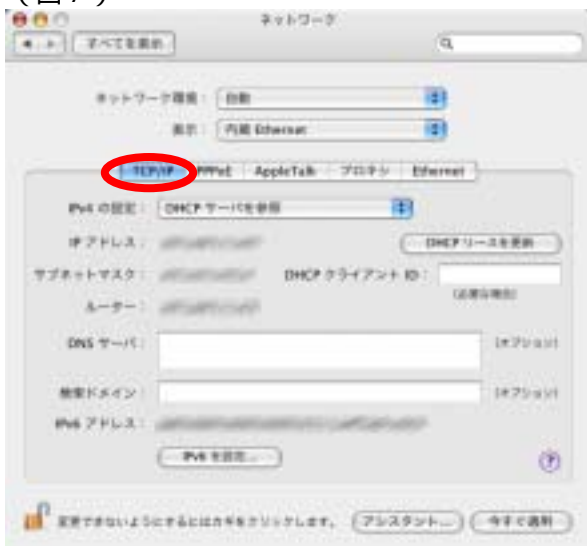 (図7)
ネットワーク
すべてを表示
ネットワーク環境： 自動
表示： 内蔵 Ethernet
TCP/IP PPPoE AppleTalk プロキシ Ethernet
IPv4 の設定： DHCP サーバを参照
IP アドレス：
DHCP リースを更新
サブネットマスク：
DHCP クライアント ID：
(必要な場合)
ルーター：
DNS サーバ：
(オプション)
検索ドメイン：
(オプション)
IPv6 アドレス：
IPv6 を設定...
?
変更できないようにするにはカギをクリックします。
アシスタント...
今すぐ適用